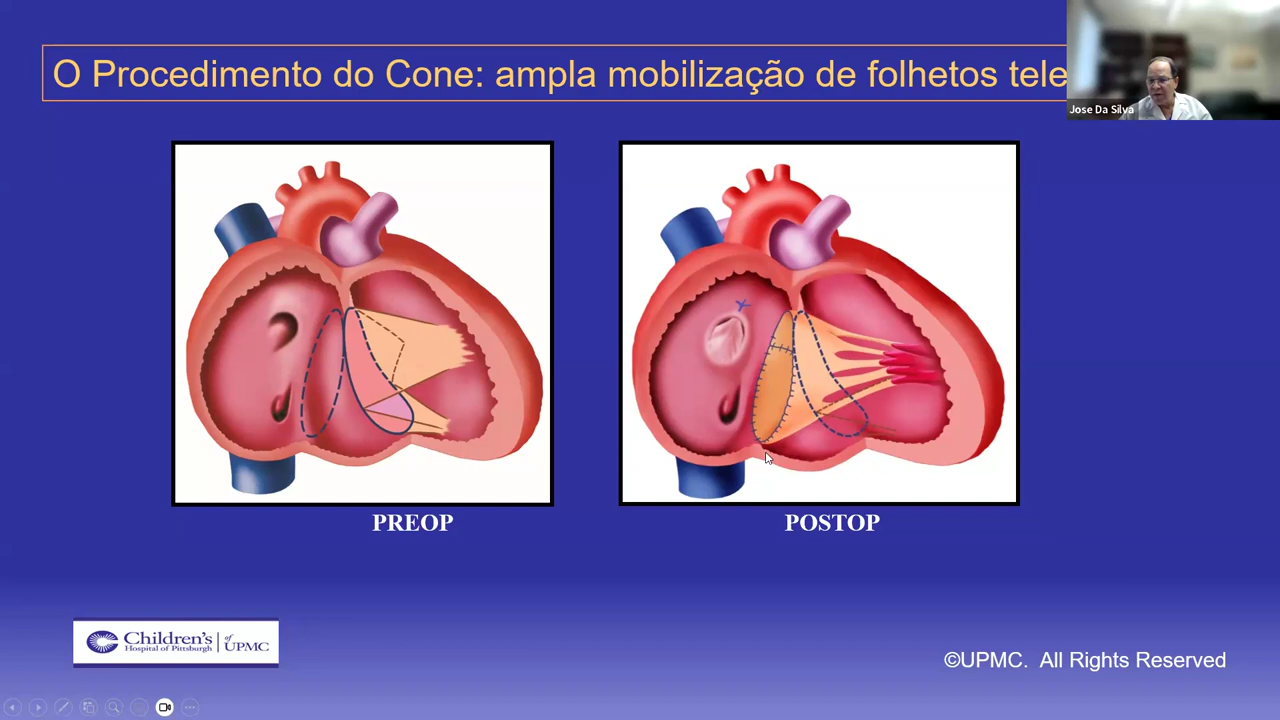 O Procedimento do Cone: ampla mobilização de folhetos tele
Jose Da Silva
PREOP
POSTOP
Children's
Hospital of Pittsburgh
of
UPMC
©UPMC. All Rights Reserved